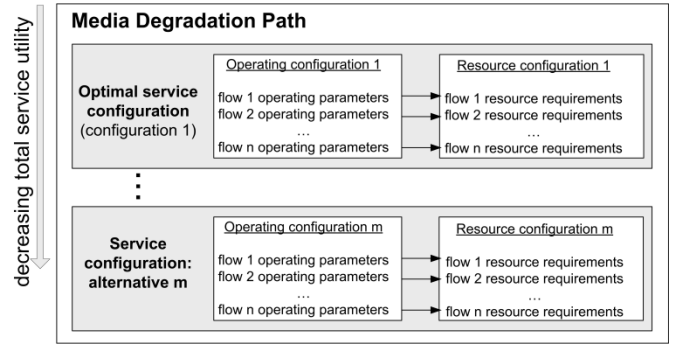 decreasing total service utility
Media Degradation Path
Optimal service
configuration
(configuration 1)
Operating configuration 1
flow 1 operating parameters
flow 2 operating parameters
...
flow n operating parameters
Resource configuration 1
flow 1 resource requirements
flow 2 resource requirements
...
flow n resource requirements
Service
configuration:
alternative m
Operating configuration m
flow 1 operating parameters
flow 2 operating parameters
...
flow n operating parameters
Resource configuration m
flow 1 resource requirements
flow 2 resource requirements
...
flow n resource requirements